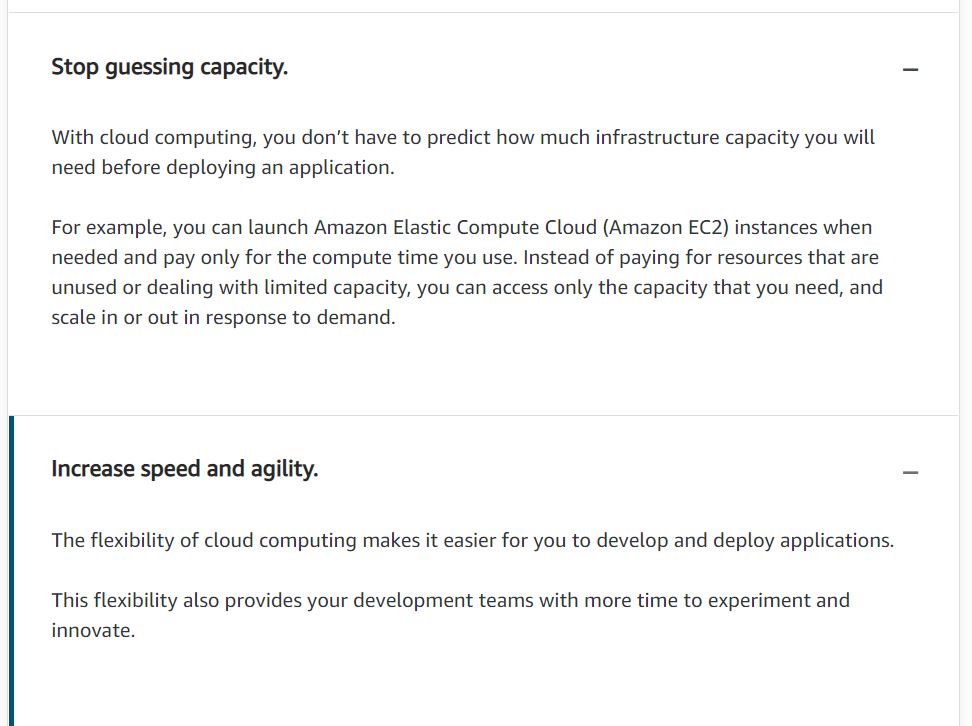 Stop guessing capacity.
With cloud computing, you don’t have to predict how much infrastructure capacity you will
need before deploying an application.
For example, you can launch Amazon Elastic Compute Cloud (Amazon EC2) instances when
needed and pay only for the compute time you use. Instead of paying for resources that are
unused or dealing with limited capacity, you can access only the capacity that you need, and
scale in or out in response to demand.
Increase speed and agility.
The flexibility of cloud computing makes it easier for you to develop and deploy applications.
This flexibility also provides your development teams with more time to experiment and
innovate.